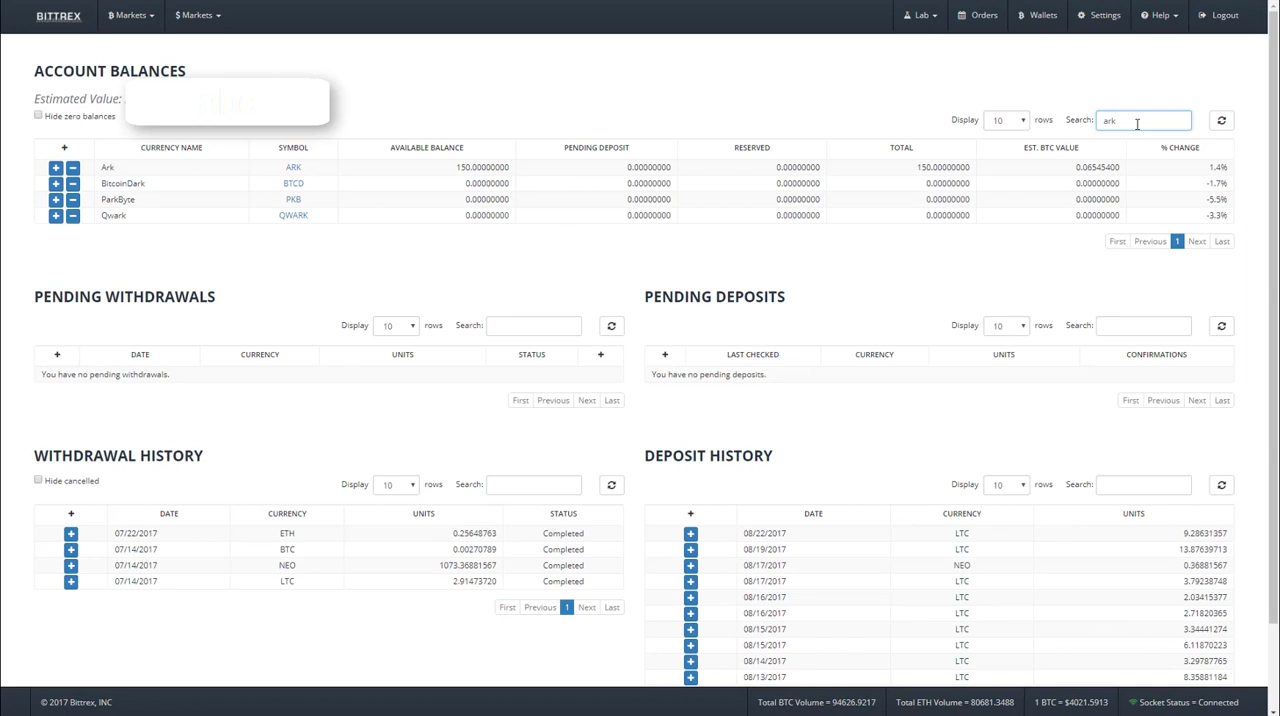 BITTREX ₿ Markets $ Markets Lab Orders Wallets Settings Help Logout
ACCOUNT BALANCES
Estimated Value:
Hide zero balances
Display 10 rows Search: ark
+ CURRENCY NAME SYMBOL AVAILABLE BALANCE PENDING DEPOSIT RESERVED TOTAL EST. BTC VALUE % CHANGE
Ark ARK 150.00000000 0.00000000 0.00000000 150.00000000 0.06545400 1.4%
BitcoinDark BTCD 0.00000000 0.00000000 0.00000000 0.00000000 0.00000000 -1.7%
ParkByte PKB 0.00000000 0.00000000 0.00000000 0.00000000 0.00000000 -5.5%
Qwark QWARK 0.00000000 0.00000000 0.00000000 0.00000000 0.00000000 -3.3%
First Previous 1 Next Last
PENDING WITHDRAWALS
Display 10 rows Search:
+ DATE CURRENCY UNITS STATUS +
You have no pending withdrawals.
First Previous Next Last
PENDING DEPOSITS
Display 10 rows Search:
+ LAST CHECKED CURRENCY UNITS CONFIRMATIONS
You have no pending deposits.
First Previous Next Last
WITHDRAWAL HISTORY
Hide cancelled
Display 10 rows Search:
+ DATE CURRENCY UNITS STATUS
07/22/2017 ETH 0.25648763 Completed
07/14/2017 BTC 0.00270789 Completed
07/14/2017 NEO 1073.36881567 Completed
07/14/2017 LTC 2.91473720 Completed
First Previous 1 Next Last
DEPOSIT HISTORY
Display 10 rows Search:
+ DATE CURRENCY UNITS
08/22/2017 LTC 9.28631357
08/19/2017 LTC 13.87639713
08/17/2017 NEO 0.36881567
08/17/2017 LTC 3.79238748
08/16/2017 LTC 2.03415377
08/16/2017 LTC 2.71820365
08/15/2017 LTC 3.34441274
08/15/2017 LTC 6.11870223
08/14/2017 LTC 3.29787765
08/13/2017 LTC 8.35881184
© 2017 Bittrex, INC Total BTC Volume = 94626.9217 Total ETH Volume = 80681.3488 1 BTC = $4021.5913 Socket Status = Connected